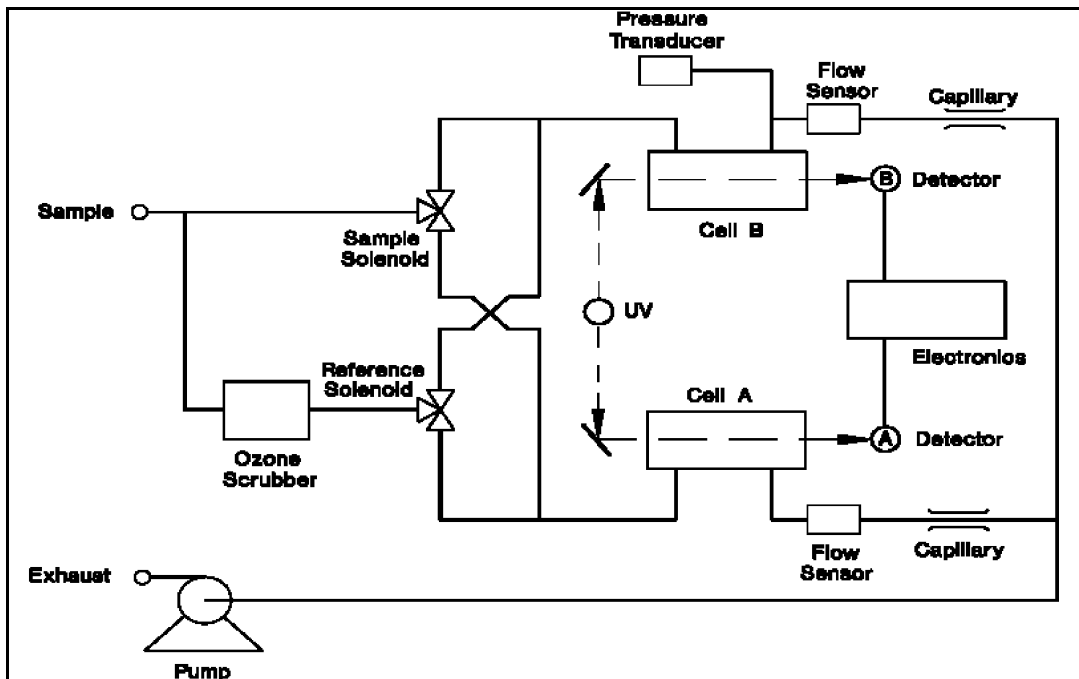 Pressure
Transducer
Flow
Sensor
Capillary
Sample
Sample
Solenoid
Cell B
B
Detector
UV
Electronics
Reference
Solenoid
Cell A
A
Detector
Ozone
Scrubber
Flow
Sensor
Capillary
Exhaust
Pump